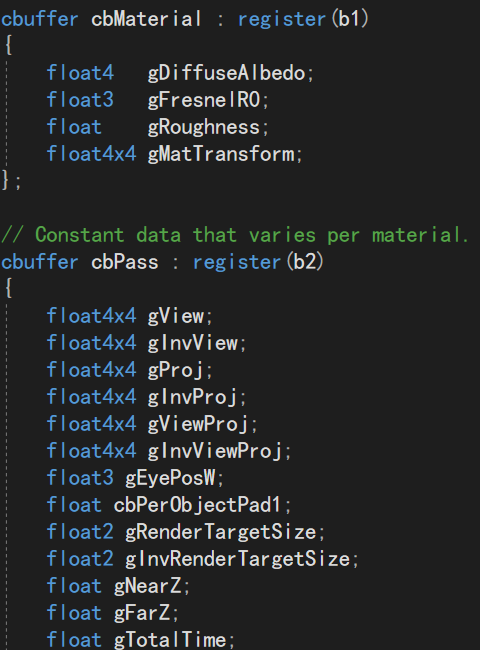 cbuffer cbMaterial : register(b1)
{
    float4   gDiffuseAlbedo;
    float3   gFresnelR0;
    float    gRoughness;
    float4x4 gMatTransform;
};

// Constant data that varies per material.
cbuffer cbPass : register(b2)
{
    float4x4 gView;
    float4x4 gInvView;
    float4x4 gProj;
    float4x4 gInvProj;
    float4x4 gViewProj;
    float4x4 gInvViewProj;
    float3 gEyePosW;
    float cbPerObjectPad1;
    float2 gRenderTargetSize;
    float2 gInvRenderTargetSize;
    float gNearZ;
    float gFarZ;
    float gTotalTime;